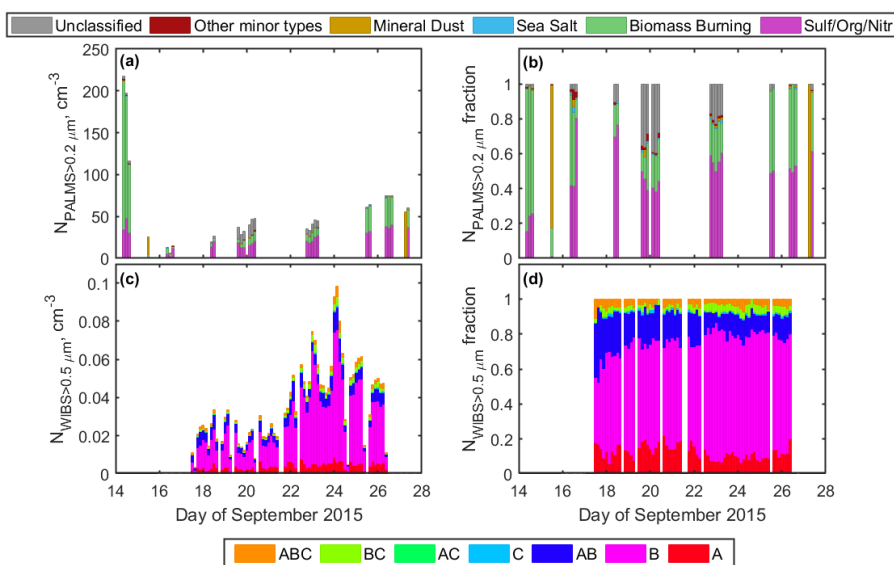 Unclassified Other minor types Mineral Dust Sea Salt Biomass Burning Sulf/Org/Nitr
250
200
150
100
50
0
(a)
N_PALMS>0.2 μm, cm⁻³
1
0.8
0.6
0.4
0.2
0
(b)
N_PALMS>0.2 μm fraction
0.1
0.08
0.06
0.04
0.02
0
(c)
N_WIBS>0.5 μm, cm⁻³
14 16 18 20 22 24 26 28
Day of September 2015
1
0.8
0.6
0.4
0.2
0
(d)
N_WIBS>0.5 μm fraction
14 16 18 20 22 24 26 28
Day of September 2015
ABC BC AC C AB B A